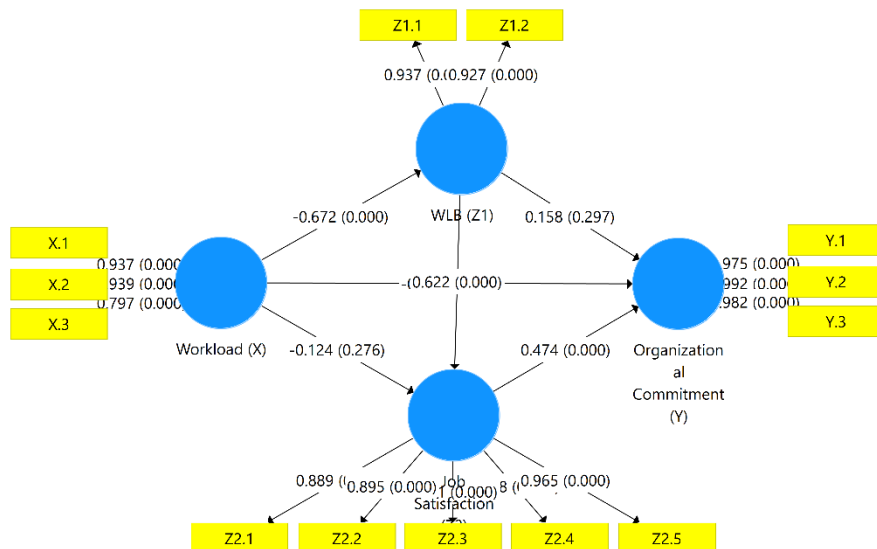 Z1.1
Z1.2
0.937 (0.0
0.927 (0.000)
-0.672 (0.000)
WLB (Z1)
0.158 (0.297)
X.1
Y.1
0.937 (0.000)
.975 (0.000)
X.2
0.939 (0.000)
0.622 (0.000)
.992 (0.000)
Y.2
0.797 (0.000)
.982 (0.000)
X.3
Y.3
Workload (X)
-0.124 (0.276)
0.474 (0.000)
Organization
al
Commitment
(Y)
0.889 (
0.895 (0.000)
(0.000)
0.965 (0.000)
Job
Satisfaction
Z2.1
Z2.2
Z2.3
Z2.4
Z2.5